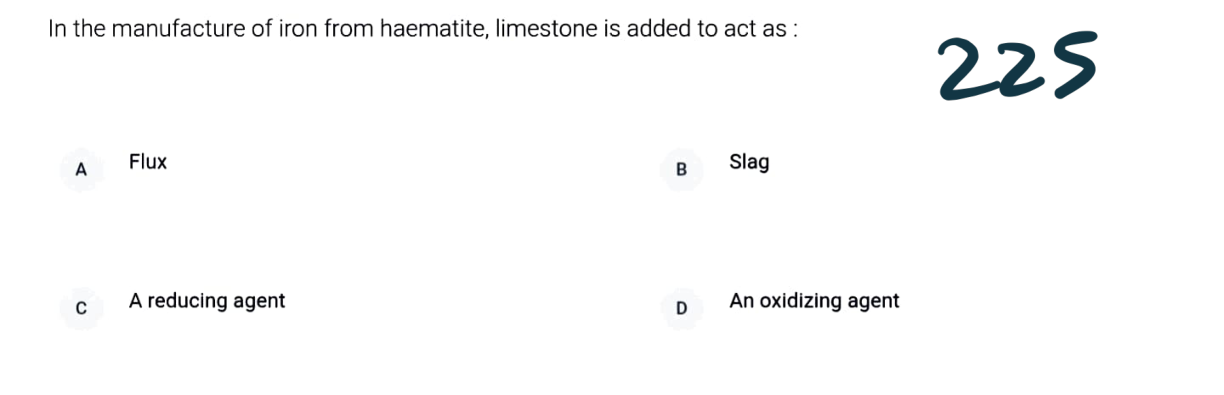 In the manufacture of iron from haematite, limestone is added to act as :
225
A Flux
B Slag
C A reducing agent
D An oxidizing agent